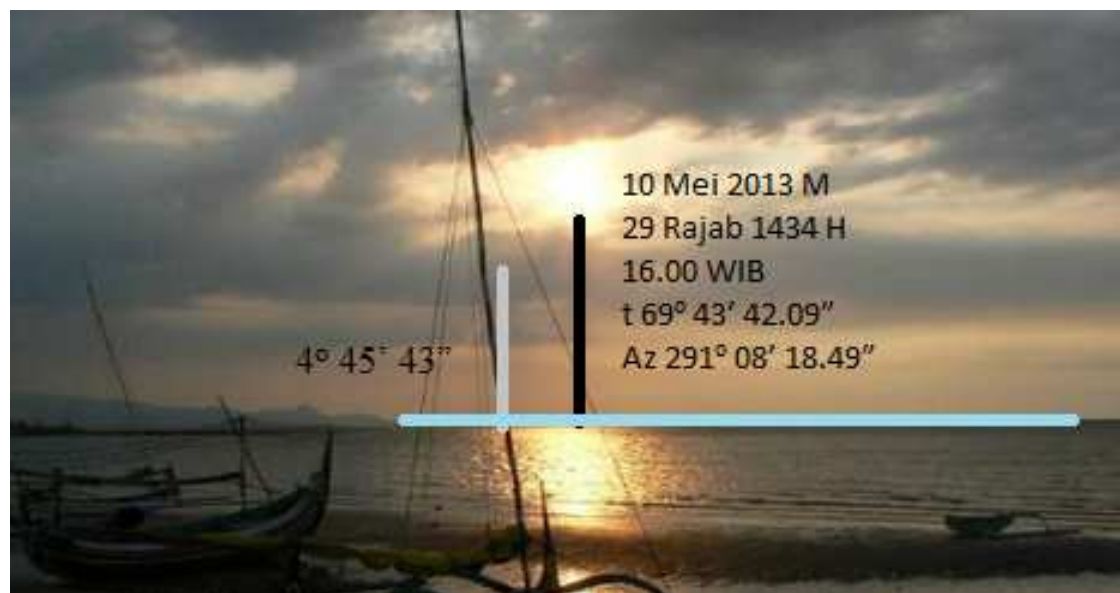 10 Mei 2013 M
29 Rajab 1434 H
16.00 WIB
t 69° 43’ 42.09”
Az 291° 08’ 18.49”
4° 45’ 43”